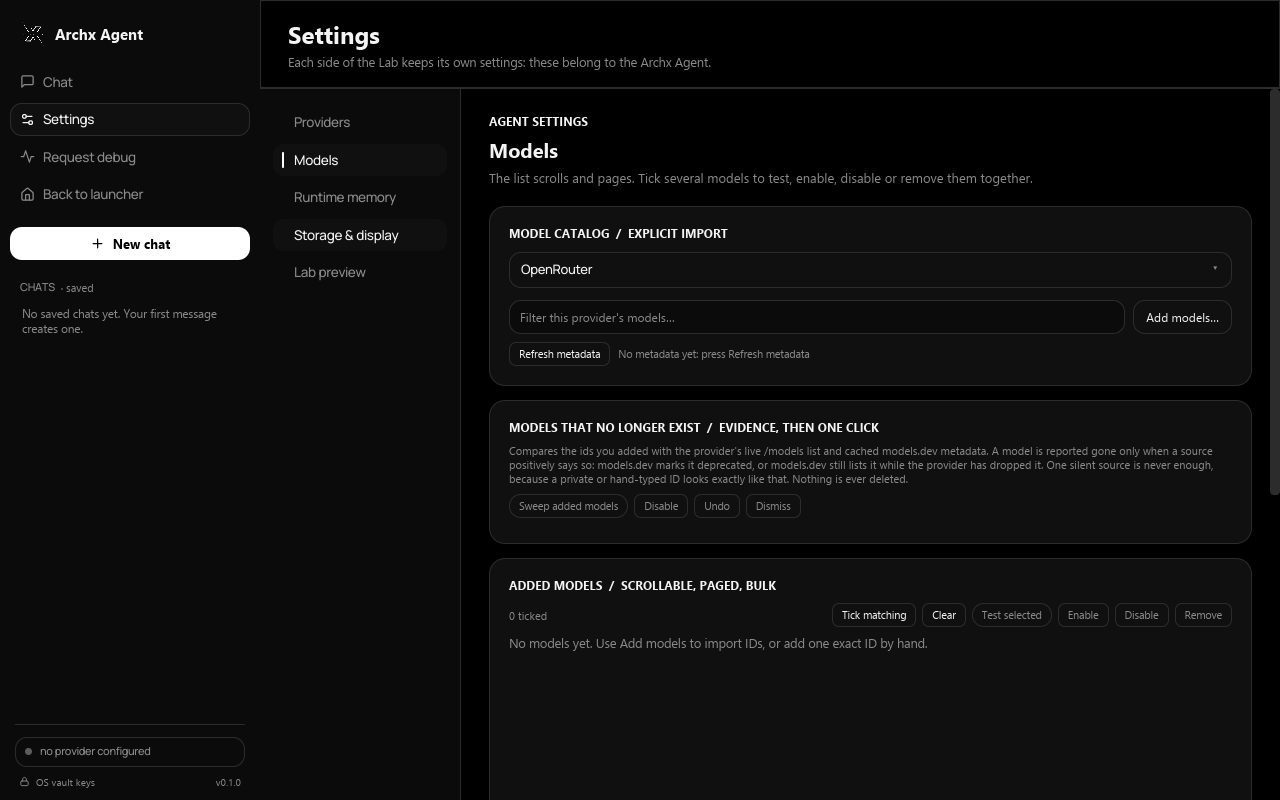 Archx Agent
Chat
Settings
Request debug
Back to launcher
+ New chat
CHATS · saved
No saved chats yet. Your first message
creates one.
no provider configured
OS vault keys
v0.1.0
Settings
Each side of the Lab keeps its own settings: these belong to the Archx Agent.
Providers
Models
Runtime memory
Storage & display
Lab preview
AGENT SETTINGS
Models
The list scrolls and pages. Tick several models to test, enable, disable or remove them together.
MODEL CATALOG / EXPLICIT IMPORT
OpenRouter
Filter this provider's models...
Add models...
Refresh metadata
No metadata yet: press Refresh metadata
MODELS THAT NO LONGER EXIST / EVIDENCE, THEN ONE CLICK
Compares the ids you added with the provider's live /models list and cached models.dev metadata. A model is reported gone only when a source
positively says so: models.dev marks it deprecated, or models.dev still lists it while the provider has dropped it. One silent source is never enough,
because a private or hand-typed ID looks exactly like that. Nothing is ever deleted.
Sweep added models
Disable
Undo
Dismiss
ADDED MODELS / SCROLLABLE, PAGED, BULK
0 ticked
Tick matching
Clear
Test selected
Enable
Disable
Remove
No models yet. Use Add models to import IDs, or add one exact ID by hand.